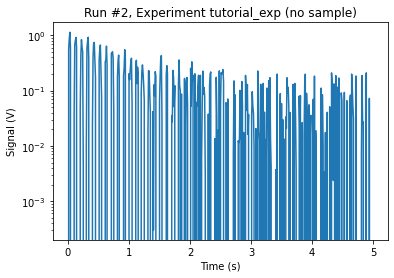 Run #2, Experiment tutorial_exp (no sample)
Signal (V)
10⁰
10⁻¹
10⁻²
10⁻³
0 1 2 3 4 5
Time (s)